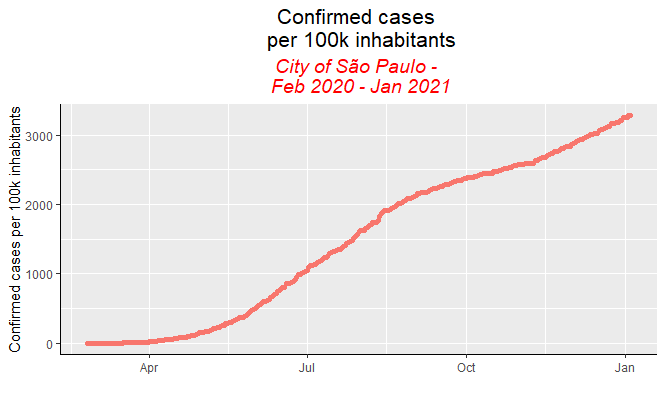 Confirmed cases
per 100k inhabitants
City of São Paulo -
Feb 2020 - Jan 2021
Confirmed cases per 100k inhabitants
3000
2000
1000
0
Apr
Jul
Oct
Jan